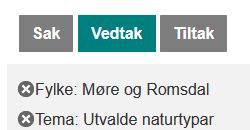 Sak Vedtak Tiltak
Fylke: Møre og Romsdal
Tema: Utvalde naturtypar